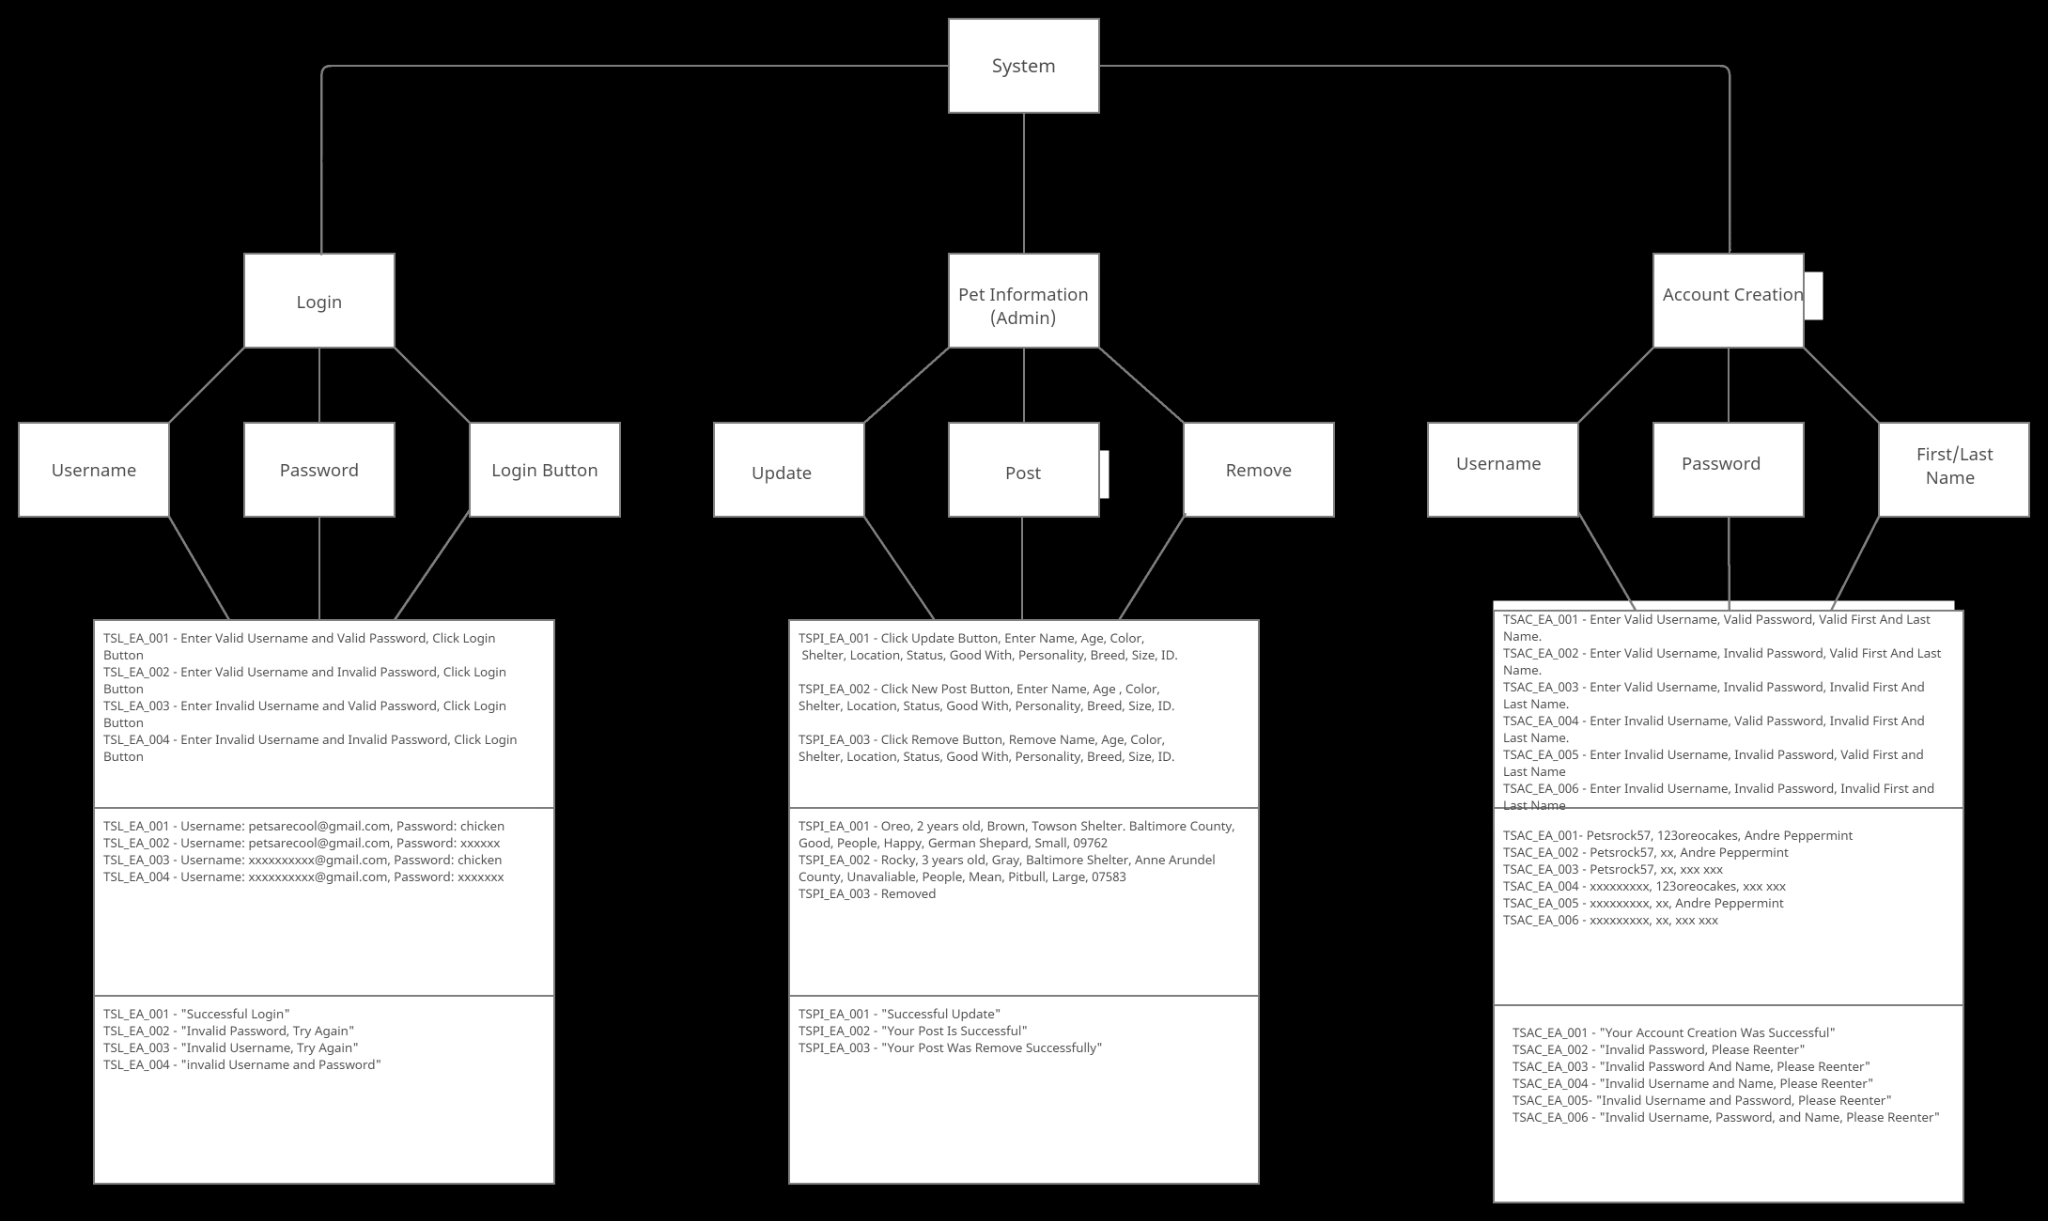 System
Login
Pet Information
(Admin)
Account Creation
Username
Password
Login Button
Update
Post
Remove
Username
Password
First/Last
Name
TSL_EA_001 - Enter Valid Username and Valid Password, Click Login
Button
TSL_EA_002 - Enter Valid Username and Invalid Password, Click Login
Button
TSL_EA_003 - Enter Invalid Username and Valid Password, Click Login
Button
TSL_EA_004 - Enter Invalid Username and Invalid Password, Click Login
Button
TSL_EA_001 - Username: petsarecool@gmail.com, Password: chicken
TSL_EA_002 - Username: petsarecool@gmail.com, Password: xxxxxx
TSL_EA_003 - Username: xxxxxxxxxx@gmail.com, Password: chicken
TSL_EA_004 - Username: xxxxxxxxxx@gmail.com, Password: xxxxxxx
TSL_EA_001 - "Successful Login"
TSL_EA_002 - "Invalid Password, Try Again"
TSL_EA_003 - "Invalid Username, Try Again"
TSL_EA_004 - "invalid Username and Password"
TSPI_EA_001 - Click Update Button, Enter Name, Age, Color,
Shelter, Location, Status, Good With, Personality, Breed, Size, ID.
TSPI_EA_002 - Click New Post Button, Enter Name, Age , Color,
Shelter, Location, Status, Good With, Personality, Breed, Size, ID.
TSPI_EA_003 - Click Remove Button, Remove Name, Age, Color,
Shelter, Location, Status, Good With, Personality, Breed, Size, ID.
TSPI_EA_001 - Oreo, 2 years old, Brown, Towson Shelter. Baltimore County,
Good, People, Happy, German Shepard, Small, 09762
TSPI_EA_002 - Rocky, 3 years old, Gray, Baltimore Shelter, Anne Arundel
County, Unavailable, People, Mean, Pitbull, Large, 07583
TSPI_EA_003 - Removed
TSPI_EA_001 - "Successful Update"
TSPI_EA_002 - "Your Post Is Successful"
TSPI_EA_003 - "Your Post Was Remove Successfully"
TSAC_EA_001 - Enter Valid Username, Valid Password, Valid First And Last
Name.
TSAC_EA_002 - Enter Valid Username, Invalid Password, Valid First And Last
Name.
TSAC_EA_003 - Enter Valid Username, Invalid Password, Invalid First And
Last Name.
TSAC_EA_004 - Enter Invalid Username, Valid Password, Invalid First And
Last Name.
TSAC_EA_005 - Enter Invalid Username, Invalid Password, Valid First and
Last Name
TSAC_EA_006 - Enter Invalid Username, Invalid Password, Invalid First and
Last Name
TSAC_EA_001- Petsrock57, 123oreocakes, Andre Peppermint
TSAC_EA_002 - Petsrock57, xx, Andre Peppermint
TSAC_EA_003 - Petsrock57, xx, xxx xxx
TSAC_EA_004 - xxxxxxxxx, 123oreocakes, xxx xxx
TSAC_EA_005 - xxxxxxxxx, xx, Andre Peppermint
TSAC_EA_006 - xxxxxxxxx, xx, xxx xxx
TSAC_EA_001 - "Your Account Creation Was Successful"
TSAC_EA_002 - "Invalid Password, Please Reenter"
TSAC_EA_003 - "Invalid Password And Name, Please Reenter"
TSAC_EA_004 - "Invalid Username and Name, Please Reenter"
TSAC_EA_005- "Invalid Username and Password, Please Reenter"
TSAC_EA_006 - "Invalid Username, Password, and Name, Please Reenter"